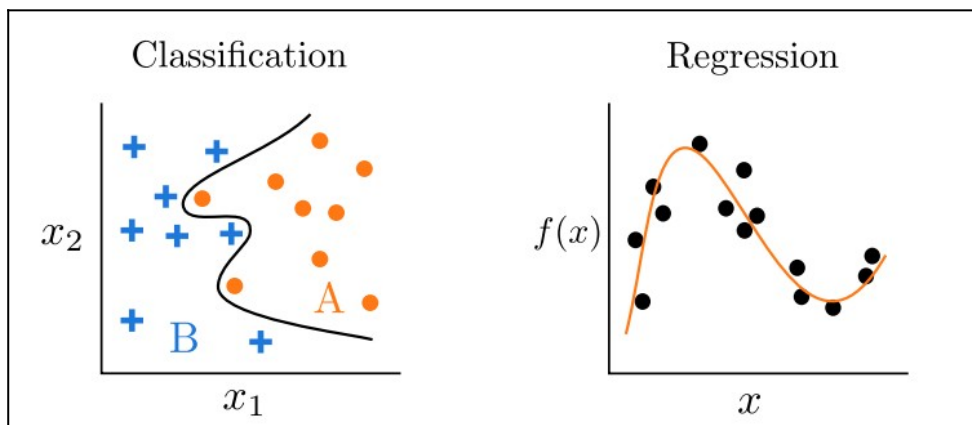 Classification
x₂
A
B
x₁
Regression
f(x)
x